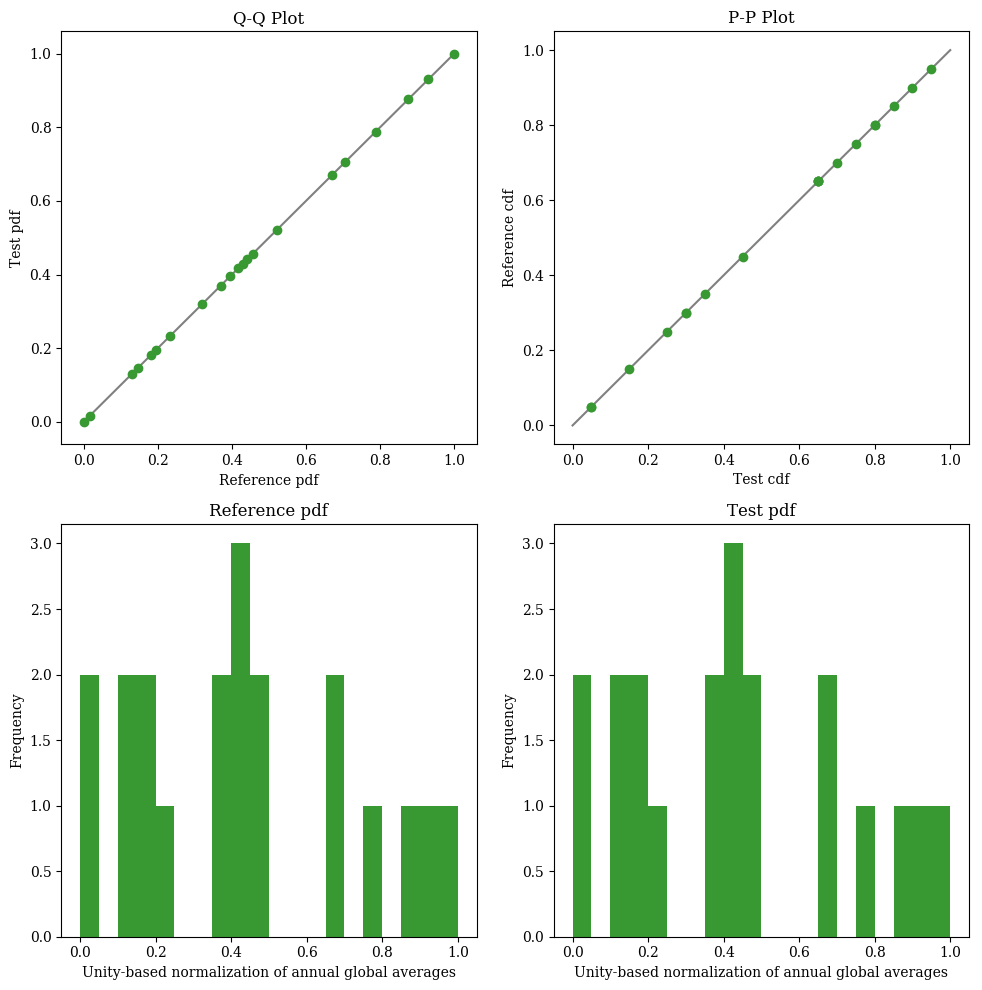 Q-Q Plot
Test pdf
1.0
0.8
0.6
0.4
0.2
0.0
0.0 0.2 0.4 0.6 0.8 1.0
Reference pdf
P-P Plot
Reference cdf
1.0
0.8
0.6
0.4
0.2
0.0
0.0 0.2 0.4 0.6 0.8 1.0
Test cdf
Reference pdf
Frequency
3.0
2.5
2.0
1.5
1.0
0.5
0.0
0.0 0.2 0.4 0.6 0.8 1.0
Unity-based normalization of annual global averages
Test pdf
Frequency
3.0
2.5
2.0
1.5
1.0
0.5
0.0
0.0 0.2 0.4 0.6 0.8 1.0
Unity-based normalization of annual global averages